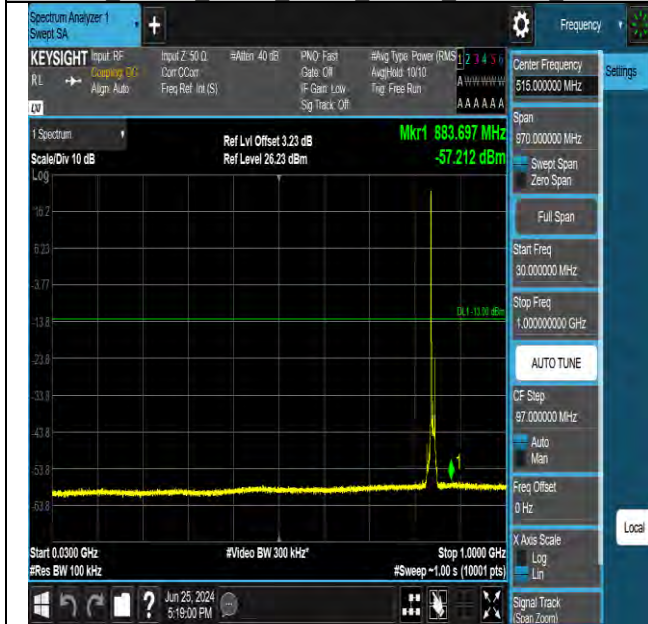 Spectrum Analyzer 1
Swept SA
+
Frequency
KEYSIGHT
RL
LXI
Input: RF
Coupling: DC
Align: Auto
Input Z: 50 Ω
Corr CCorr
Freq Ref: Int (S)
#Atten: 40 dB
PNO: Fast
Gate: Off
IF Gain: Low
Sig Track: Off
#Avg Type: Power (RMS
Avg|Hold: 10/10
Trig: Free Run
1 2 3 4 5 6
A W W W W W
A A A A A A
1 Spectrum
Scale/Div 10 dB
Log
Ref Lvl Offset 3.23 dB
Ref Level 26.23 dBm
Mkr1 883.697 MHz
-57.212 dBm
16.2
6.23
-3.77
-13.8
-23.8
-33.8
-43.8
-53.8
-63.8
DL1 -13.00 dBm
1
Start 0.0300 GHz
#Res BW 100 kHz
#Video BW 300 kHz*
Stop 1.0000 GHz
#Sweep ~1.00 s (10001 pts)
Center Frequency
515.000000 MHz
Settings
Span
970.000000 MHz
Swept Span
Zero Span
Full Span
Start Freq
30.000000 MHz
Stop Freq
1.000000000 GHz
AUTO TUNE
CF Step
97.000000 MHz
Auto
Man
Freq Offset
0 Hz
Local
X Axis Scale
Log
Lin
Signal Track
(Span Zoom)
?
Jun 25, 2024
5:19:00 PM